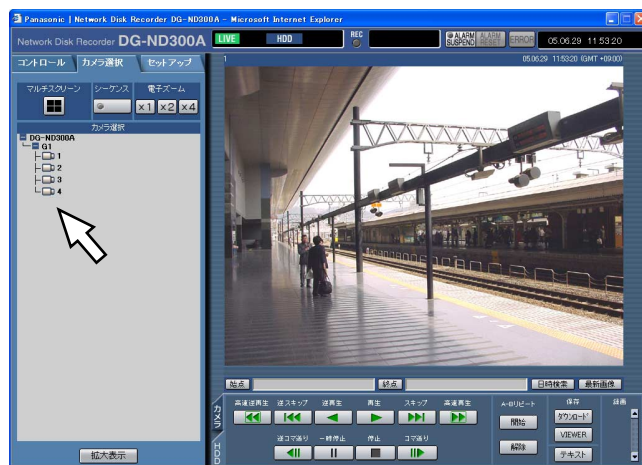 Panasonic | Network Disk Recorder DG-ND300A - Microsoft Internet Explorer
Network Disk Recorder DG-ND300A
LIVE HDD REC ALARM SUSPEND ALARM RESET ERROR 05.06.29 11:53:20
コントロール カメラ選択 セットアップ
1 05.06.29 11:53:20 (GMT +09:00)
マルチスクリーン シーケンス 電子ズーム
x1 x2 x4
カメラ選択
DG-ND300A
G1
1
2
3
4
始点 終点 日時検索 最新画像
カメラ
HDD
高速逆再生 逆スキップ 逆再生 再生 スキップ 高速再生
逆コマ送り 一時停止 停止 コマ送り
A-Bリピート
開始
解除
保存
ダウンロード
VIEWER
テキスト
録画
拡大表示